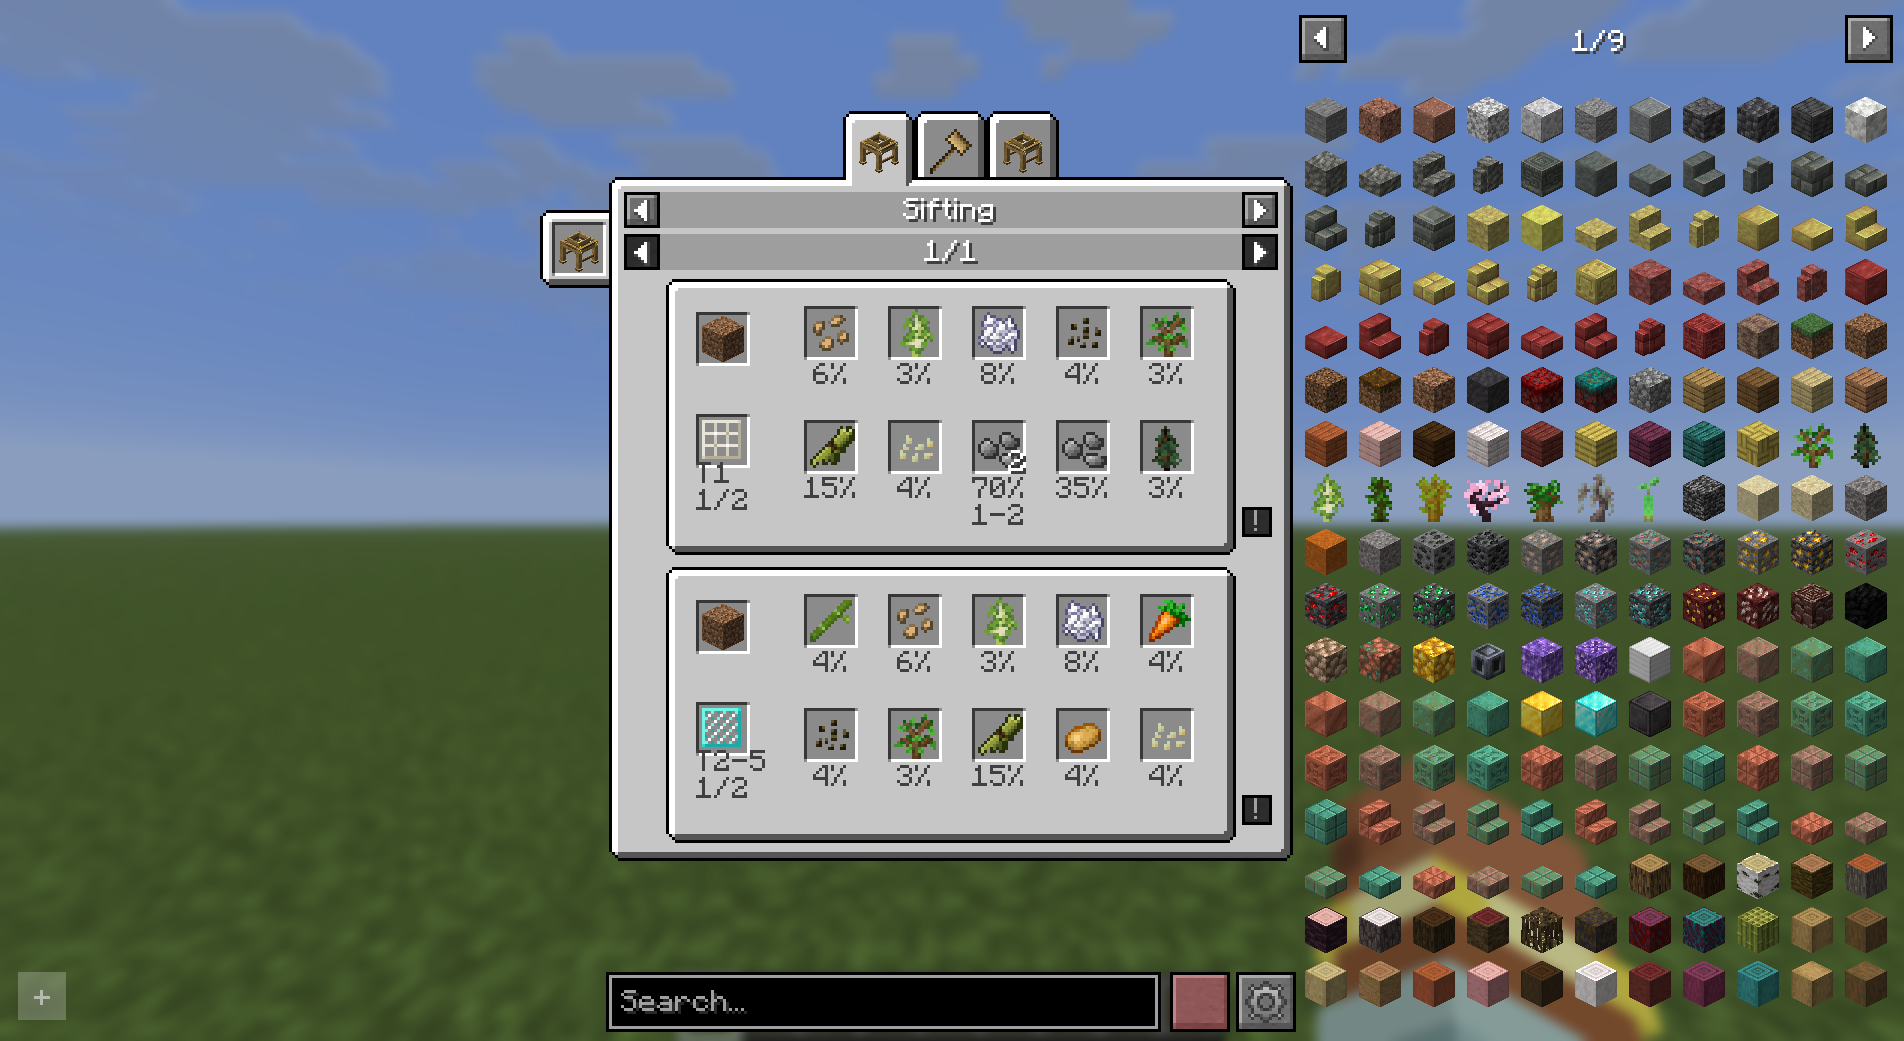 1/9
Sifting
1/1
6% 3% 8% 4% 3%
T1
1/2
15% 4% 2 70% 35% 3%
1-2
!
4% 6% 3% 8% 4%
T2-5
1/2
4% 3% 15% 4% 4%
!
+
Search...